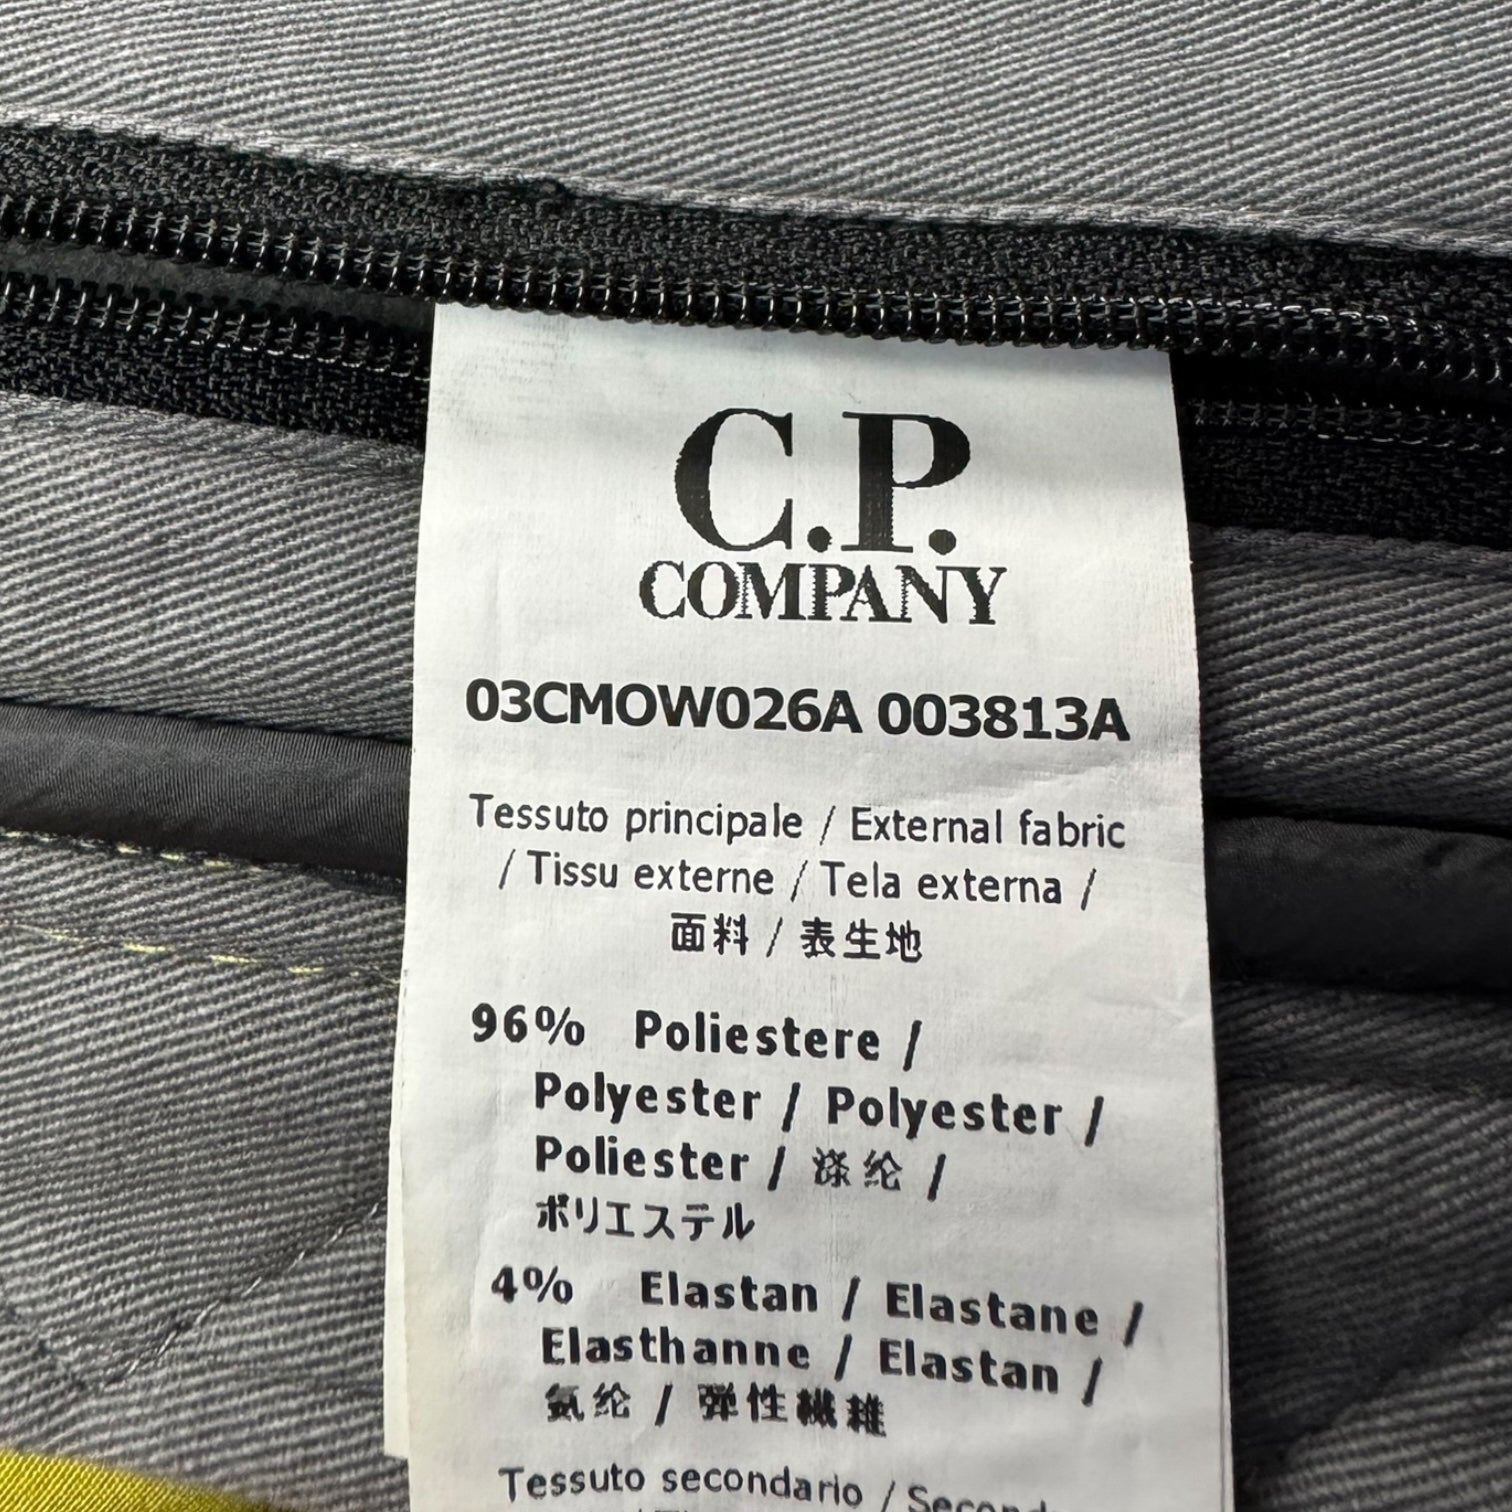 C.P.
COMPANY
03CMOW026A 003813A
Tessuto principale / External fabric
/ Tissu externe / Tela externa /
面料 / 表生地
96% Poliestere /
Polyester / Polyester /
Poliester / 涤纶 /
ポリエステル
4% Elastan / Elastane /
Elasthanne / Elastan /
氨纶 / 弹性繊維
Tessuto secondario /